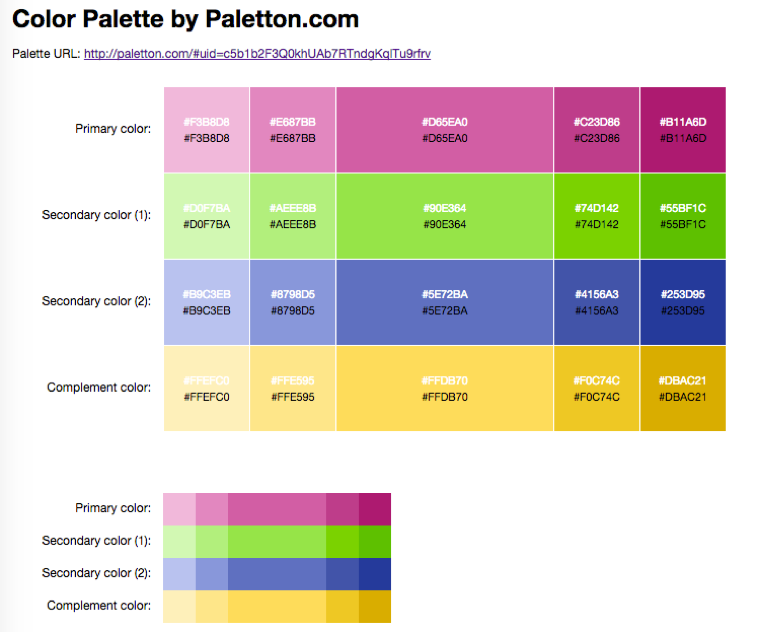 Color Palette by Paletton.com
Palette URL: http://paletton.com/#uid=c5b1b2F3Q0khUAb7RTndgKqlTu9rfrv
Primary color:
#F3B8D8 #E687BB #D65EA0 #C23D86 #B11A6D
#F3B8D8 #E687BB #D65EA0 #C23D86 #B11A6D
Secondary color (1):
#D0F7BA #AEEE8B #90E364 #74D142 #55BF1C
#D0F7BA #AEEE8B #90E364 #74D142 #55BF1C
Secondary color (2):
#B9C3EB #8798D5 #5E72BA #4156A3 #253D95
#B9C3EB #8798D5 #5E72BA #4156A3 #253D95
Complement color:
#FFEFC0 #FFE595 #FFDB70 #F0C74C #DBAC21
#FFEFC0 #FFE595 #FFDB70 #F0C74C #DBAC21
Primary color:
Secondary color (1):
Secondary color (2):
Complement color: